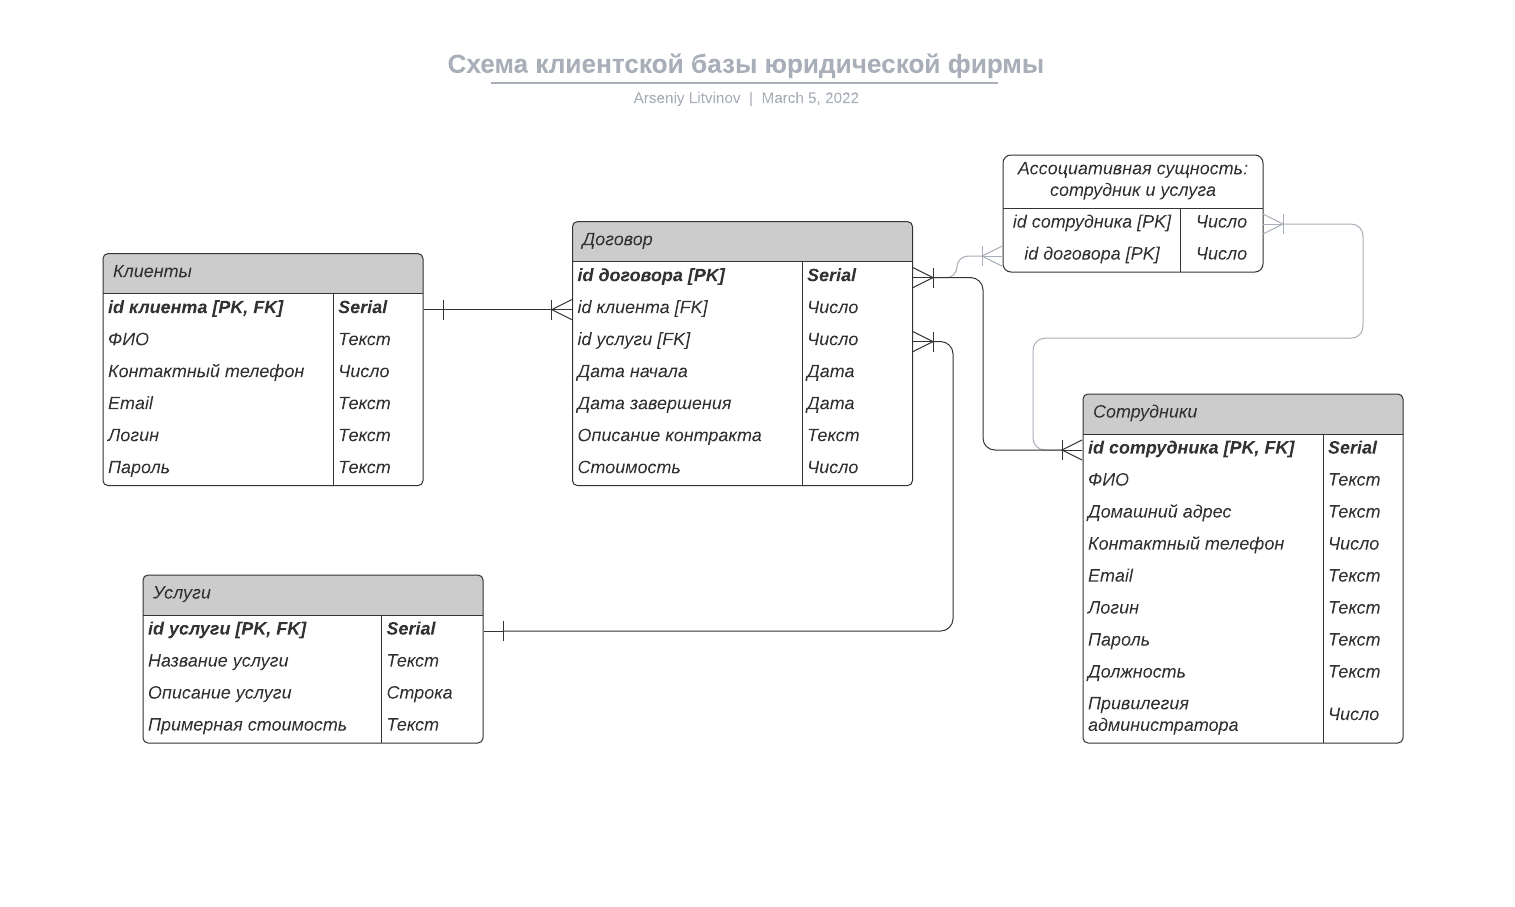 Схема клиентской базы юридической фирмы
Arseniy Litvinov | March 5, 2022
Ассоциативная сущность:
сотрудник и услуга
id сотрудника [PK] Число
id договора [PK] Число
Договор
id договора [PK] Serial
id клиента [FK] Число
id услуги [FK] Число
Дата начала Дата
Дата завершения Дата
Описание контракта Текст
Стоимость Число
Клиенты
id клиента [PK, FK] Serial
ФИО Текст
Контактный телефон Число
Email Текст
Логин Текст
Пароль Текст
Сотрудники
id сотрудника [PK, FK] Serial
ФИО Текст
Домашний адрес Текст
Контактный телефон Число
Email Текст
Логин Текст
Пароль Текст
Должность Текст
Привилегия
администратора Число
Услуги
id услуги [PK, FK] Serial
Название услуги Текст
Описание услуги Строка
Примерная стоимость Текст